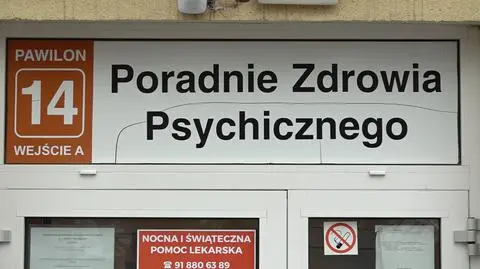 PAWILON
14
WEJŚCIE A
Poradnie Zdrowia
Psychicznego
NOCNA I ŚWIĄTECZNA
POMOC LEKARSKA
☎ 91 880 63 89